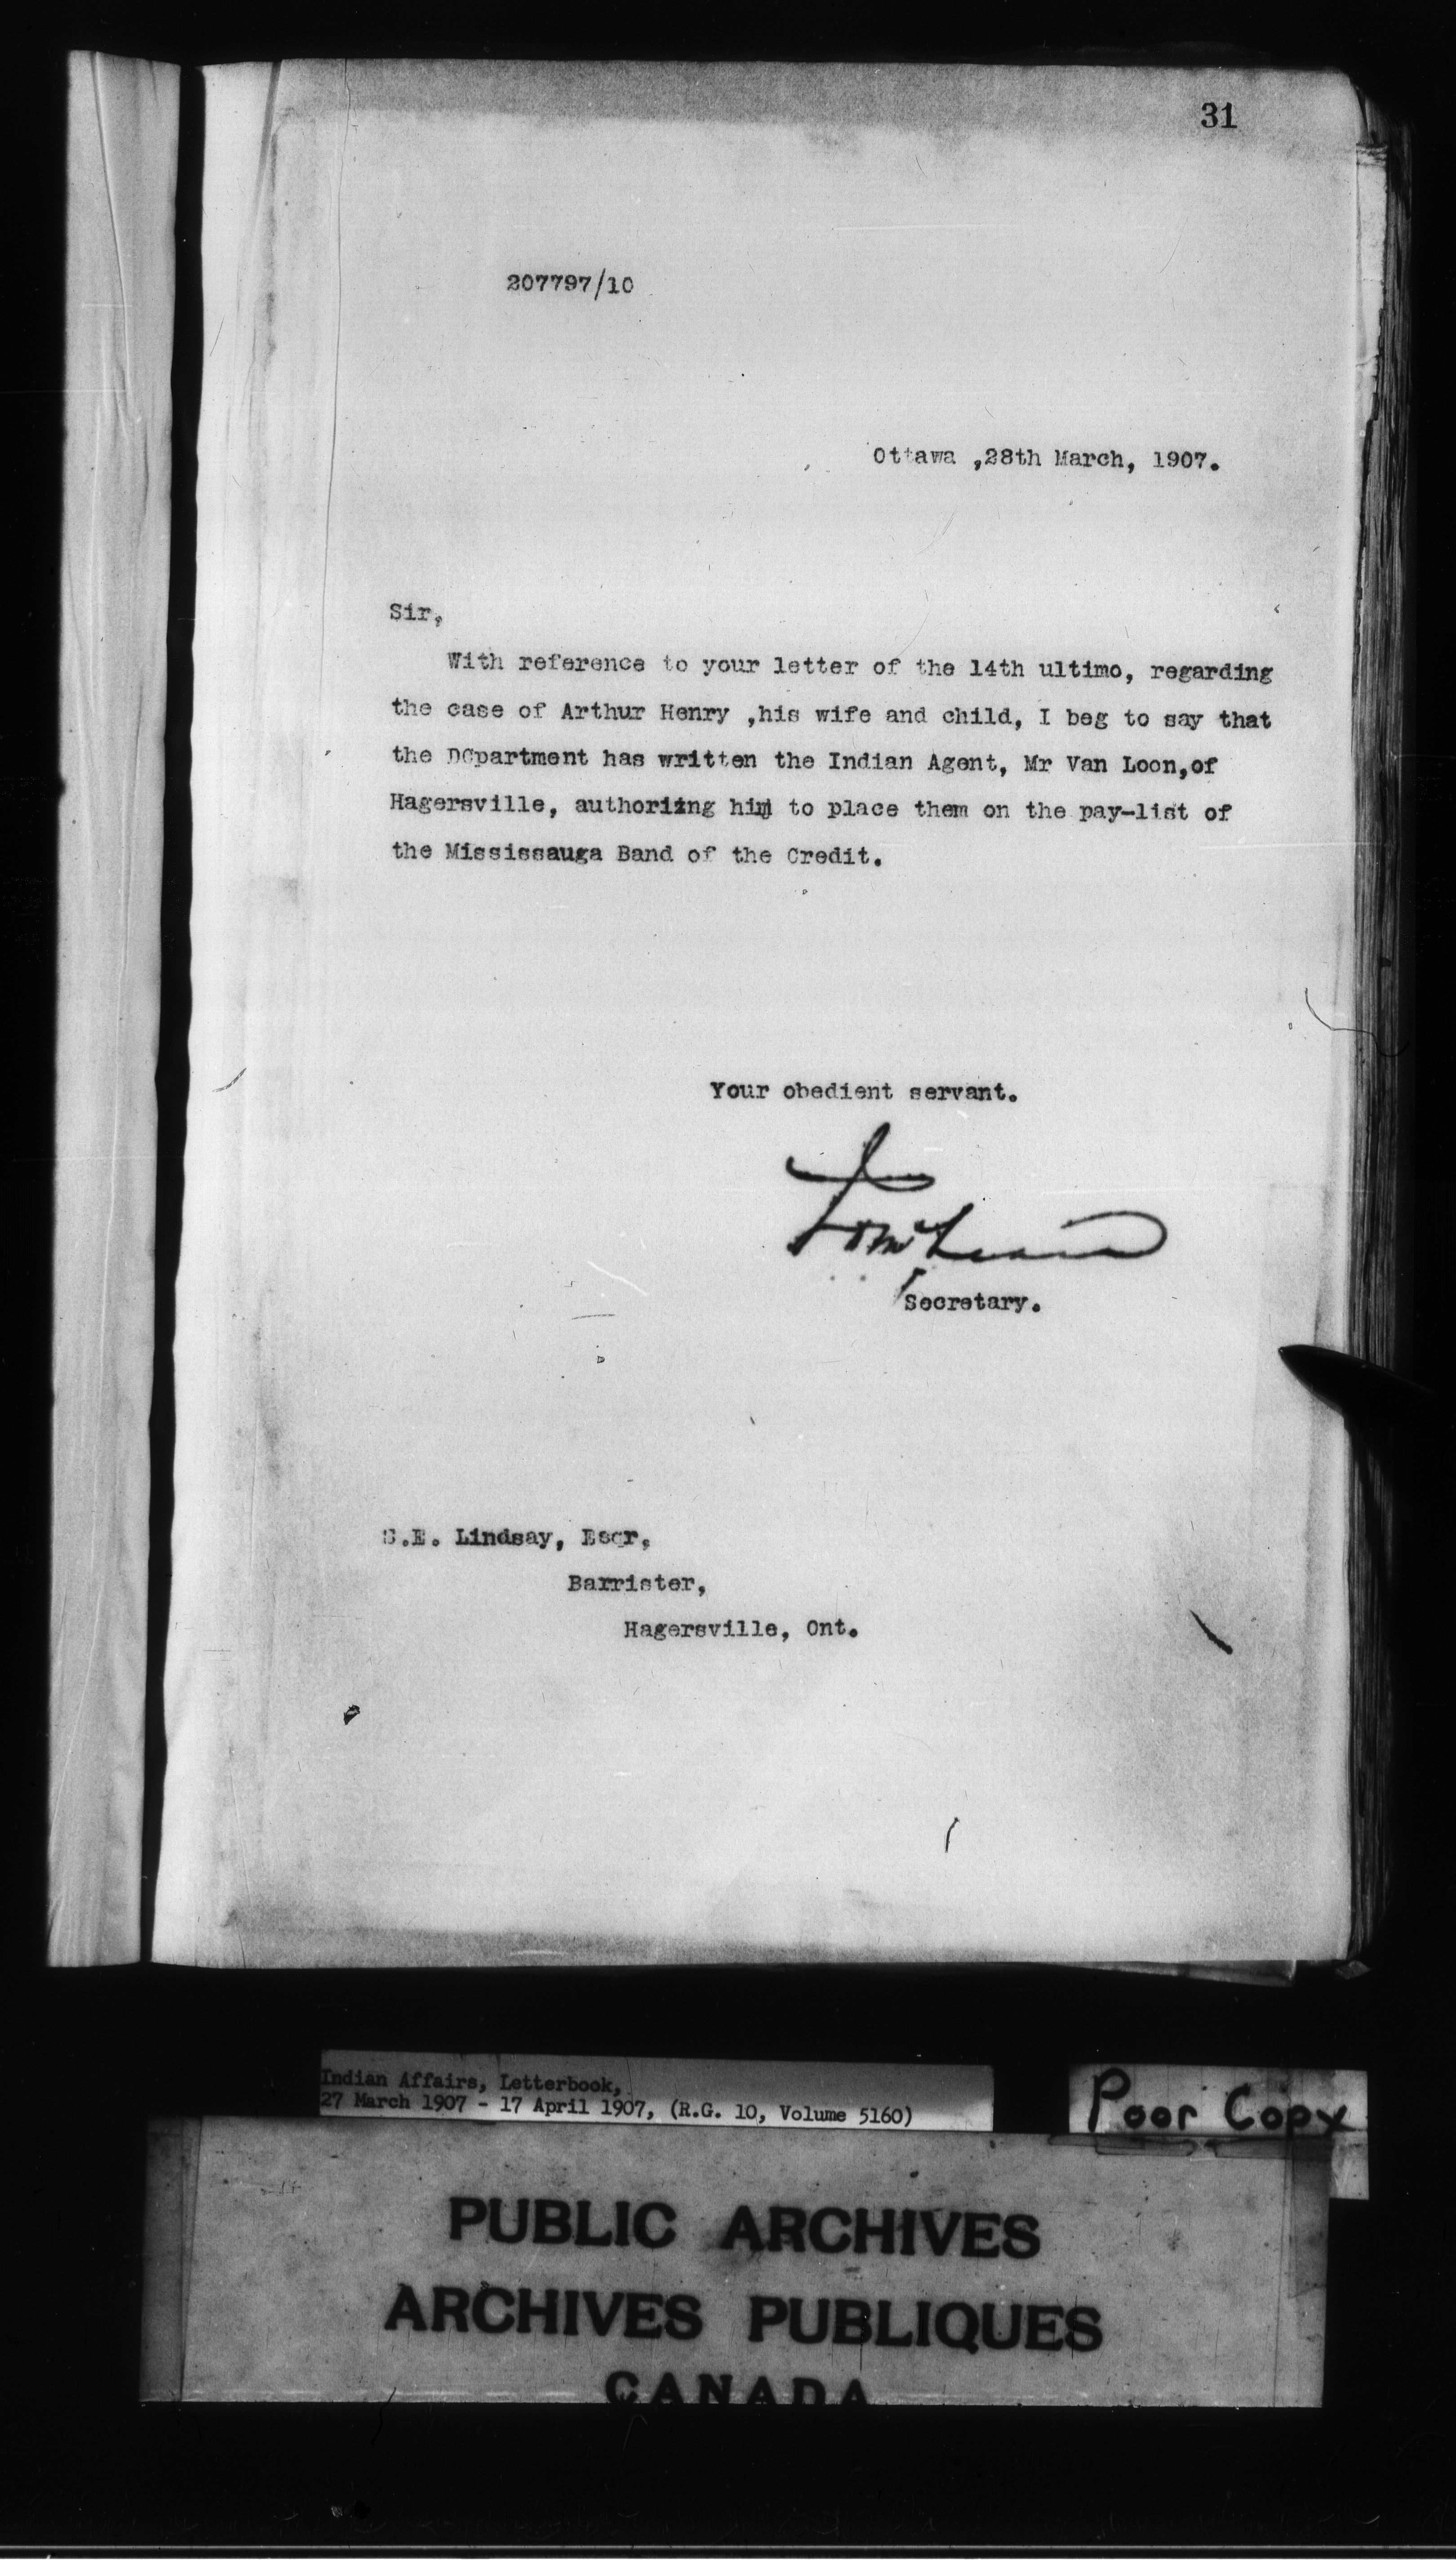 31
207797/10
Ottawa ,28th March, 1907.
Sir,
With reference to your letter of the 14th ultimo, regarding
the case of Arthur Henry ,his wife and child, I beg to say that
the DCpartment has written the Indian Agent, Mr Van Loon,of
Hagersville, authoriing him to place them on the pay-list of
the Mississauga Band of the Credit.
Your obedient servant.
Secretary.
S.E. Lindsay, Esqr,
Barrister,
Hagersville, Ont.
Indian Affairs, Letterbook,
27 March 1907 - 17 April 1907, (R.G. 10, Volume 5160)
Poor Copy
PUBLIC ARCHIVES
ARCHIVES PUBLIQUES
CANADA